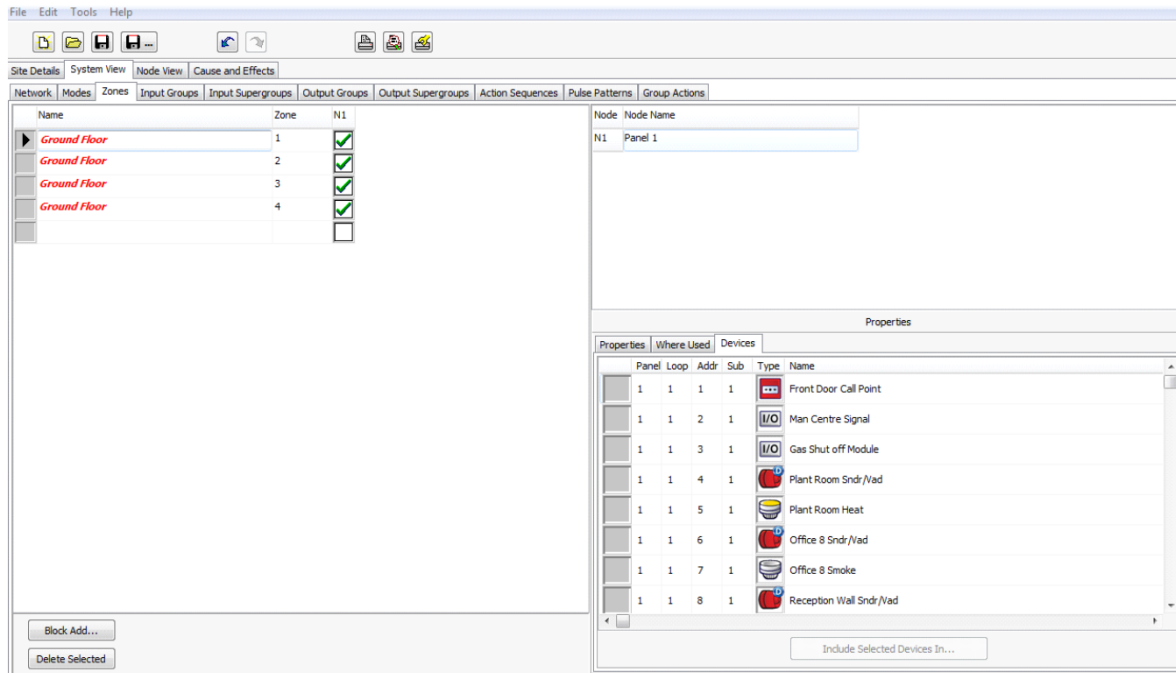 File Edit Tools Help
...
Site Details System View Node View Cause and Effects
Network Modes Zones Input Groups Input Supergroups Output Groups Output Supergroups Action Sequences Pulse Patterns Group Actions
Name Zone N1
Ground Floor 1
Ground Floor 2
Ground Floor 3
Ground Floor 4
Block Add...
Delete Selected
Node Node Name
N1 Panel 1
Properties
Properties Where Used Devices
Panel Loop Addr Sub Type Name
1 1 1 1 Front Door Call Point
1 1 2 1 I/O Man Centre Signal
1 1 3 1 I/O Gas Shut off Module
1 1 4 1 D Plant Room Sndr/Vad
1 1 5 1 Plant Room Heat
1 1 6 1 D Office 8 Sndr/Vad
1 1 7 1 Office 8 Smoke
1 1 8 1 D Reception Wall Sndr/Vad
Include Selected Devices In...